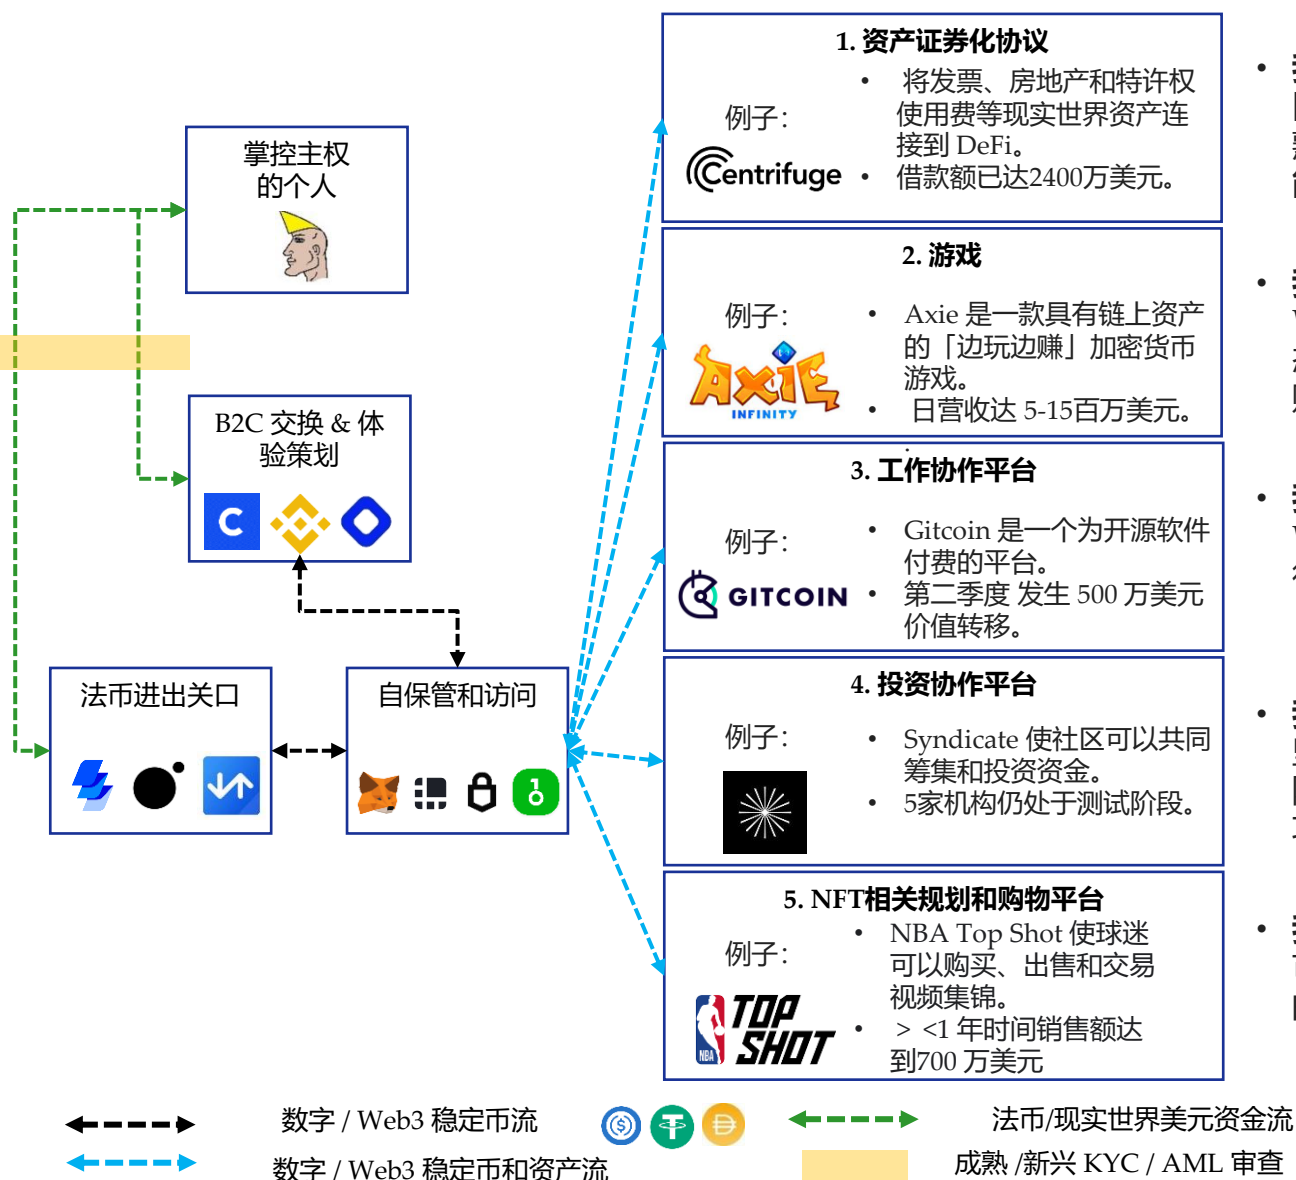 掌控主权
的个人
B2C 交换 & 体
验策划
法币进出关口
自保管和访问
1. 资产证券化协议
例子：
Centrifuge
• 将发票、房地产和特许权
使用费等现实世界资产连
接到 DeFi。
• 借款额已达2400万美元。
2. 游戏
例子：
AXIE
INFINITY
• Axie 是一款具有链上资产
的「边玩边赚」加密货币
游戏。
• 日营收达 5-15百万美元。
3. 工作协作平台
例子：
GITCOIN
• Gitcoin 是一个为开源软件
付费的平台。
• 第二季度 发生 500 万美元
价值转移。
4. 投资协作平台
例子：
• Syndicate 使社区可以共同
筹集和投资资金。
• 5家机构仍处于测试阶段。
5. NFT相关规划和购物平台
例子：
NBA
TOP
SHOT
• NBA Top Shot 使球迷
可以购买、出售和交易
视频集锦。
• > <1 年时间销售额达
到700 万美元
数字 / Web3 稳定币流
法币/现实世界美元资金流
数字 / Web3 稳定币和资产流
成熟 /新兴 KYC / AML 审查